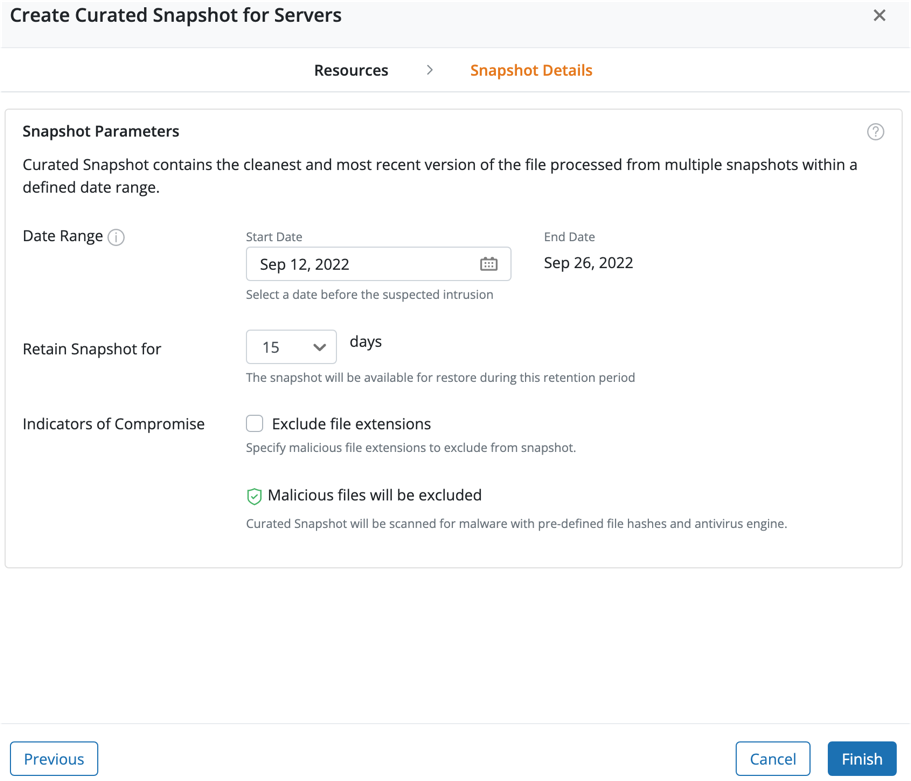 Create Curated Snapshot for Servers
Resources
Snapshot Details
Snapshot Parameters
Curated Snapshot contains the cleanest and most recent version of the file processed from multiple snapshots within a
defined date range.
Date Range
Start Date
End Date
Sep 12, 2022
Sep 26, 2022
Select a date before the suspected intrusion
Retain Snapshot for
15
days
The snapshot will be available for restore during this retention period
Indicators of Compromise
Exclude file extensions
Specify malicious file extensions to exclude from snapshot.
Malicious files will be excluded
Curated Snapshot will be scanned for malware with pre-defined file hashes and antivirus engine.
Previous
Cancel
Finish